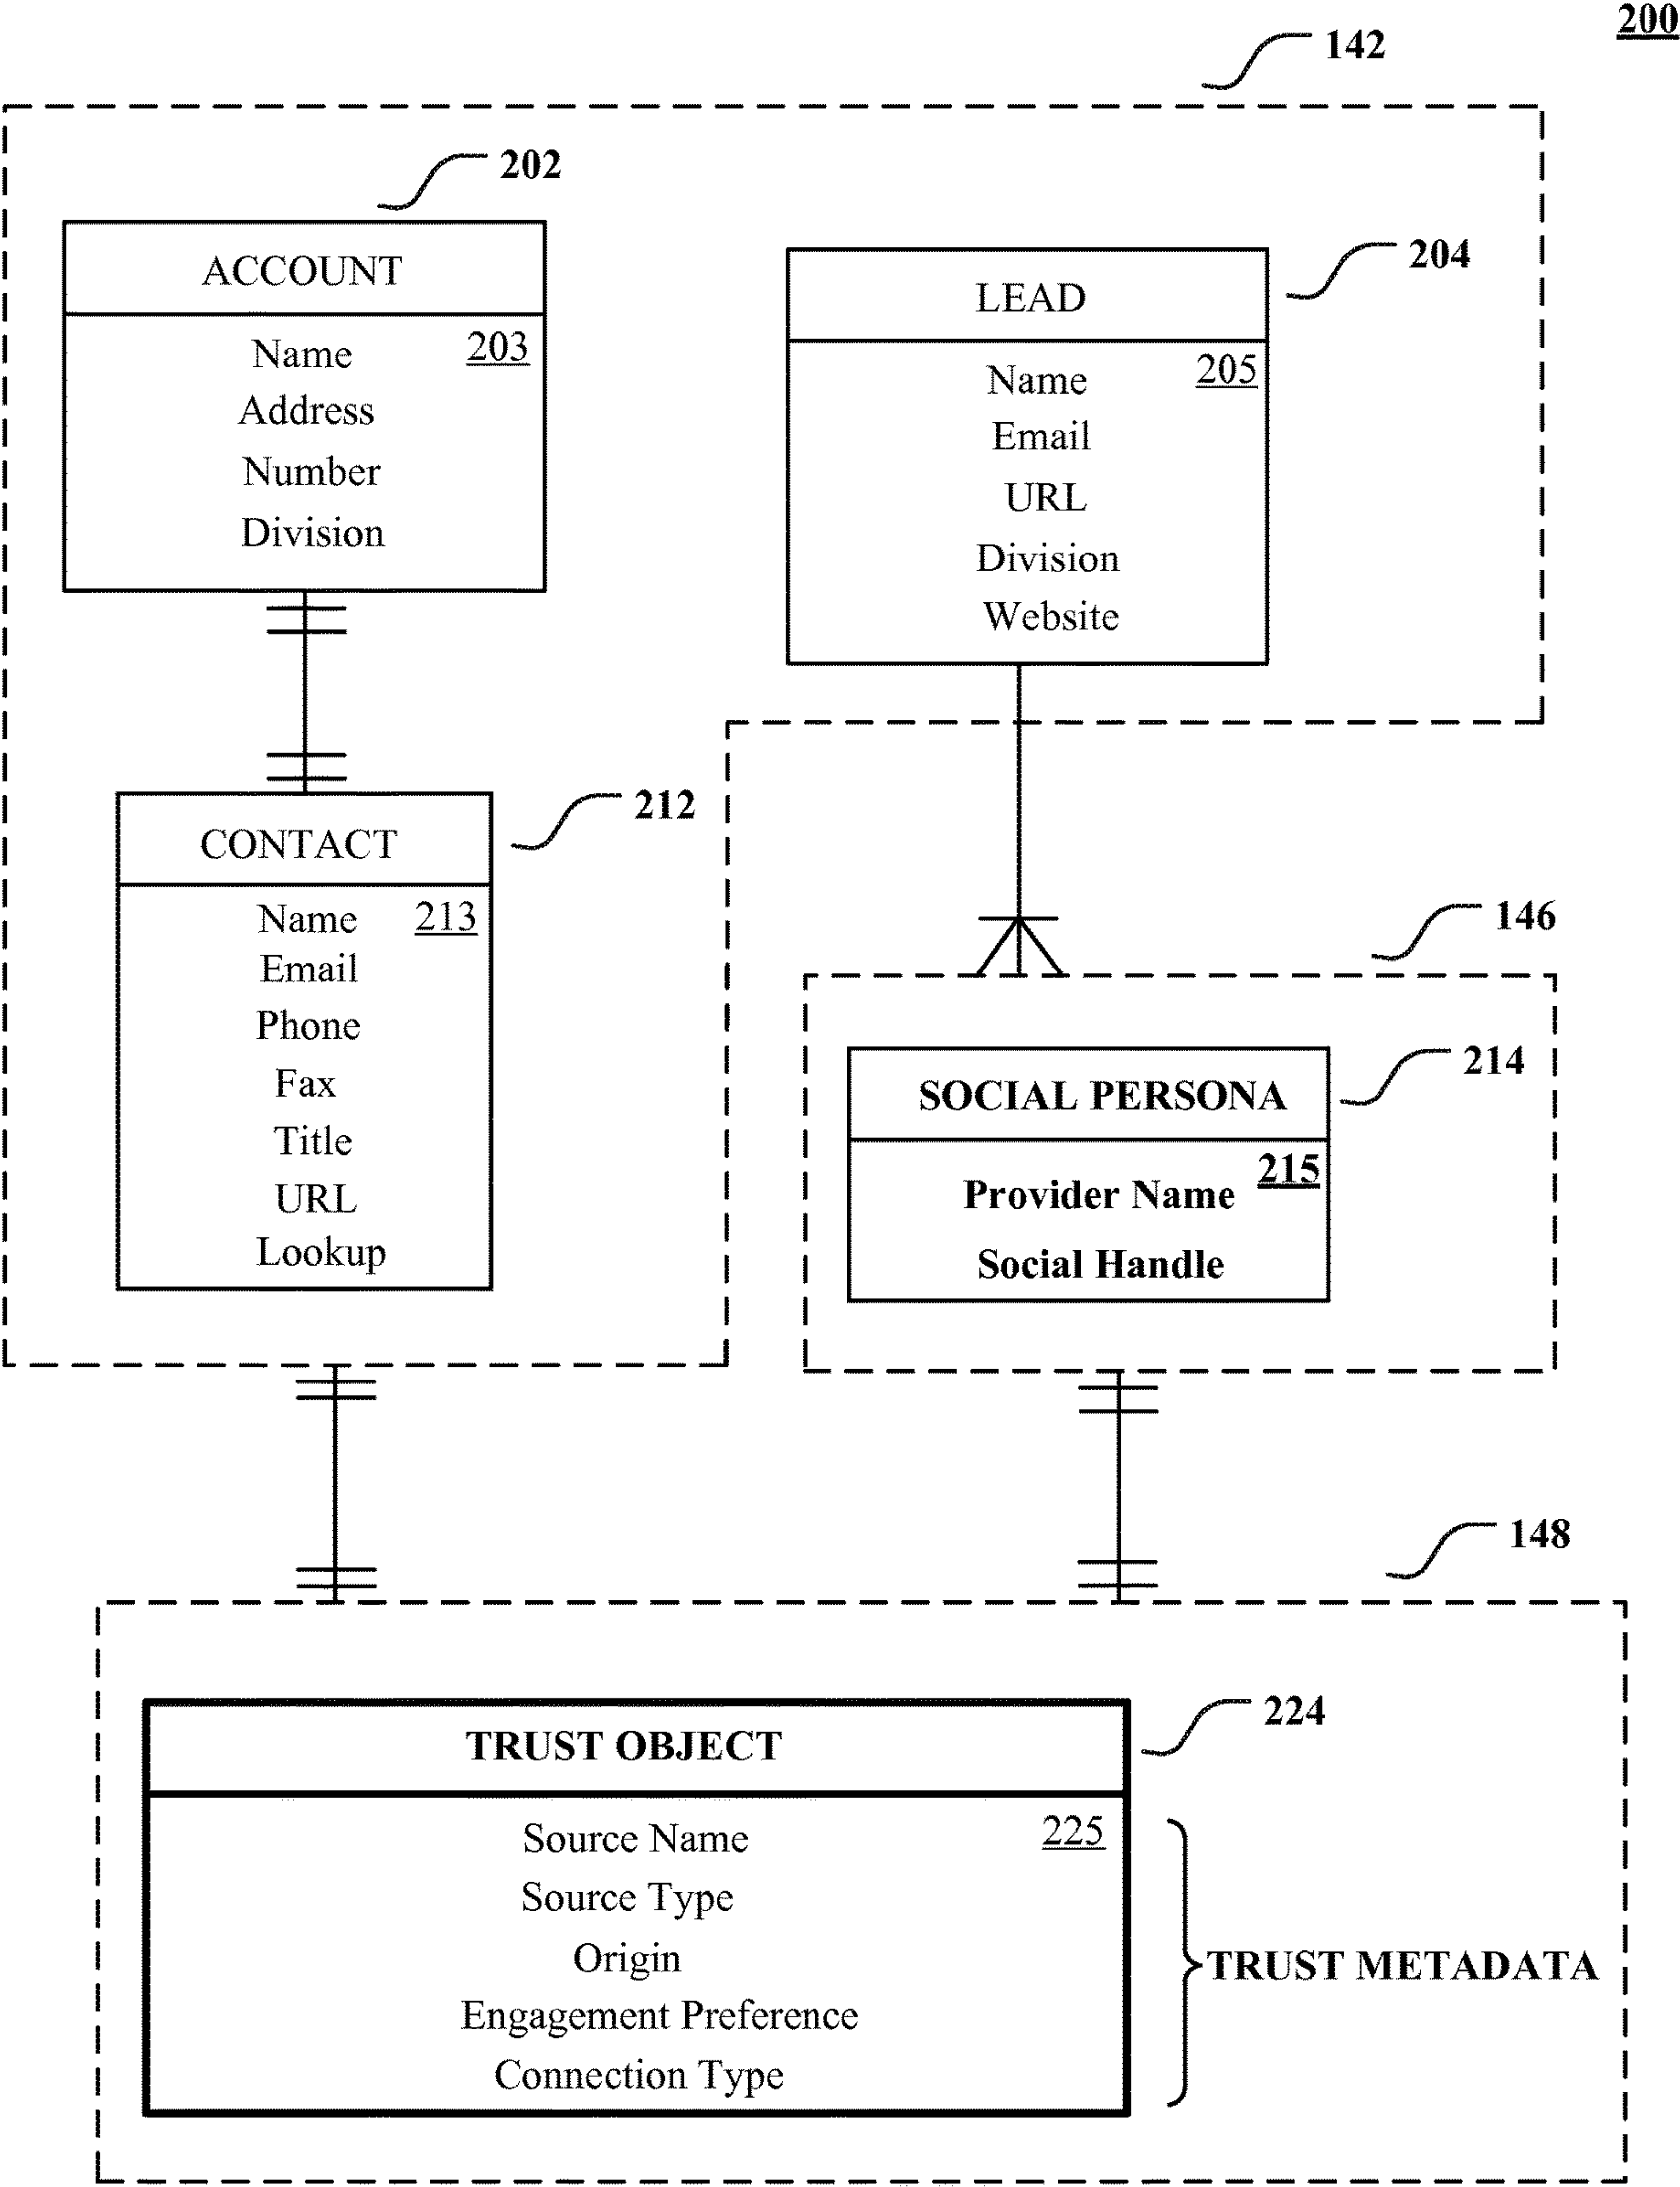 200
142
202
ACCOUNT
203
Name
Address
Number
Division
204
LEAD
205
Name
Email
URL
Division
Website
212
CONTACT
213
Name
Email
Phone
Fax
Title
URL
Lookup
146
214
SOCIAL PERSONA
215
Provider Name
Social Handle
148
224
TRUST OBJECT
225
Source Name
Source Type
Origin
Engagement Preference
Connection Type
TRUST METADATA